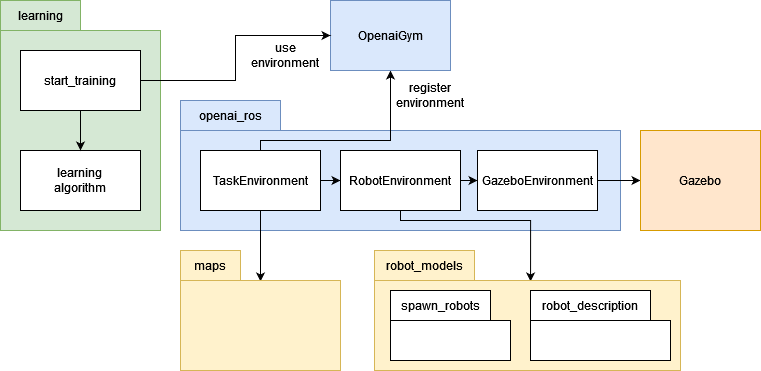 learning
OpenaiGym
start_training
use
environment
register
environment
openai_ros
learning
algorithm
TaskEnvironment
RobotEnvironment
GazeboEnvironment
Gazebo
maps
robot_models
spawn_robots
robot_description